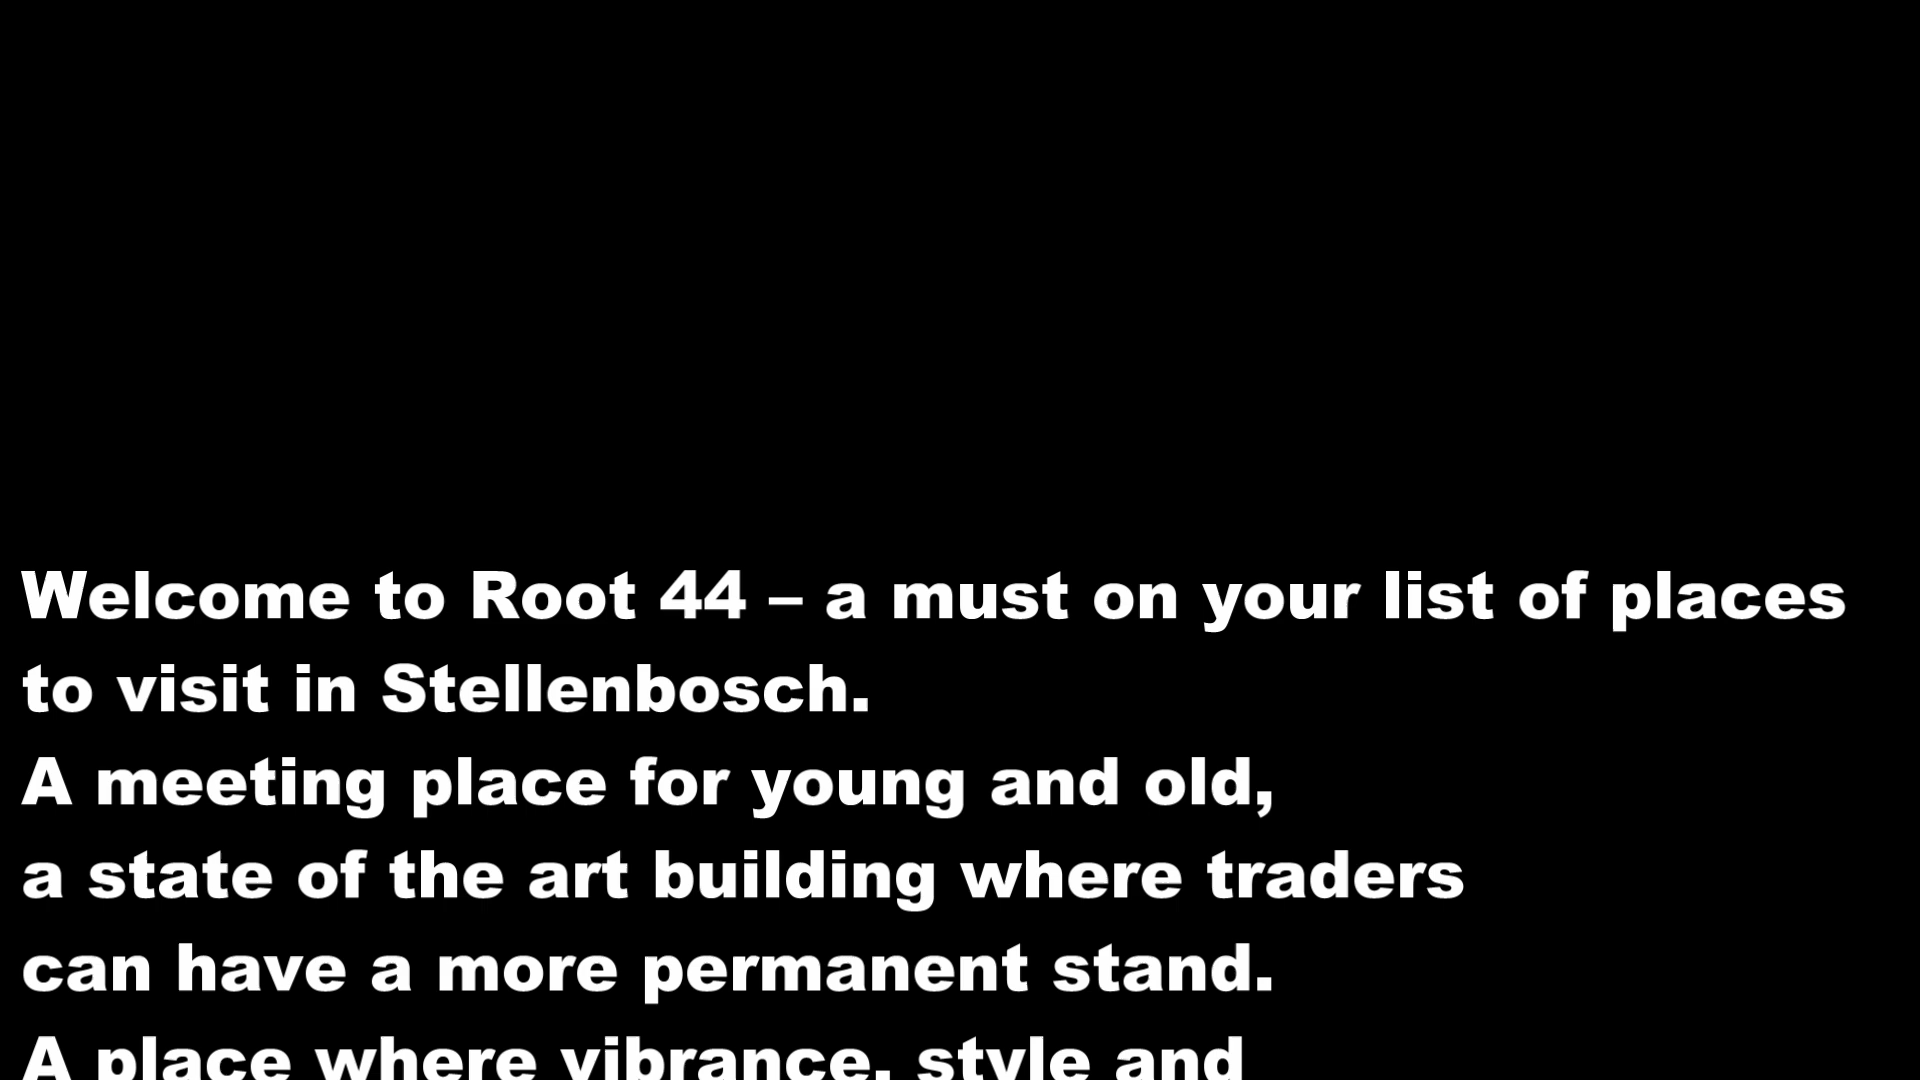 Welcome to Root 44 – a must on your list of places
to visit in Stellenbosch.
A meeting place for young and old,
a state of the art building where traders
can have a more permanent stand.
A place where vibrance, style and